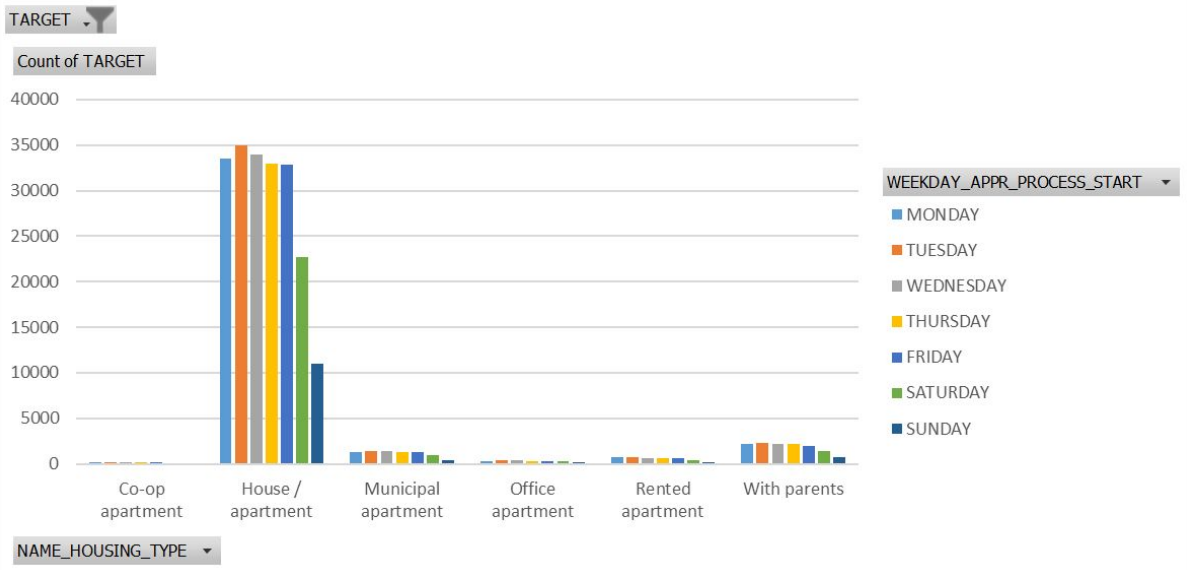 TARGET
Count of TARGET
40000
35000
30000
25000
20000
15000
10000
5000
0
Co-op apartment
House / apartment
Municipal apartment
Office apartment
Rented apartment
With parents
NAME_HOUSING_TYPE
WEEKDAY_APPR_PROCESS_START
MONDAY
TUESDAY
WEDNESDAY
THURSDAY
FRIDAY
SATURDAY
SUNDAY